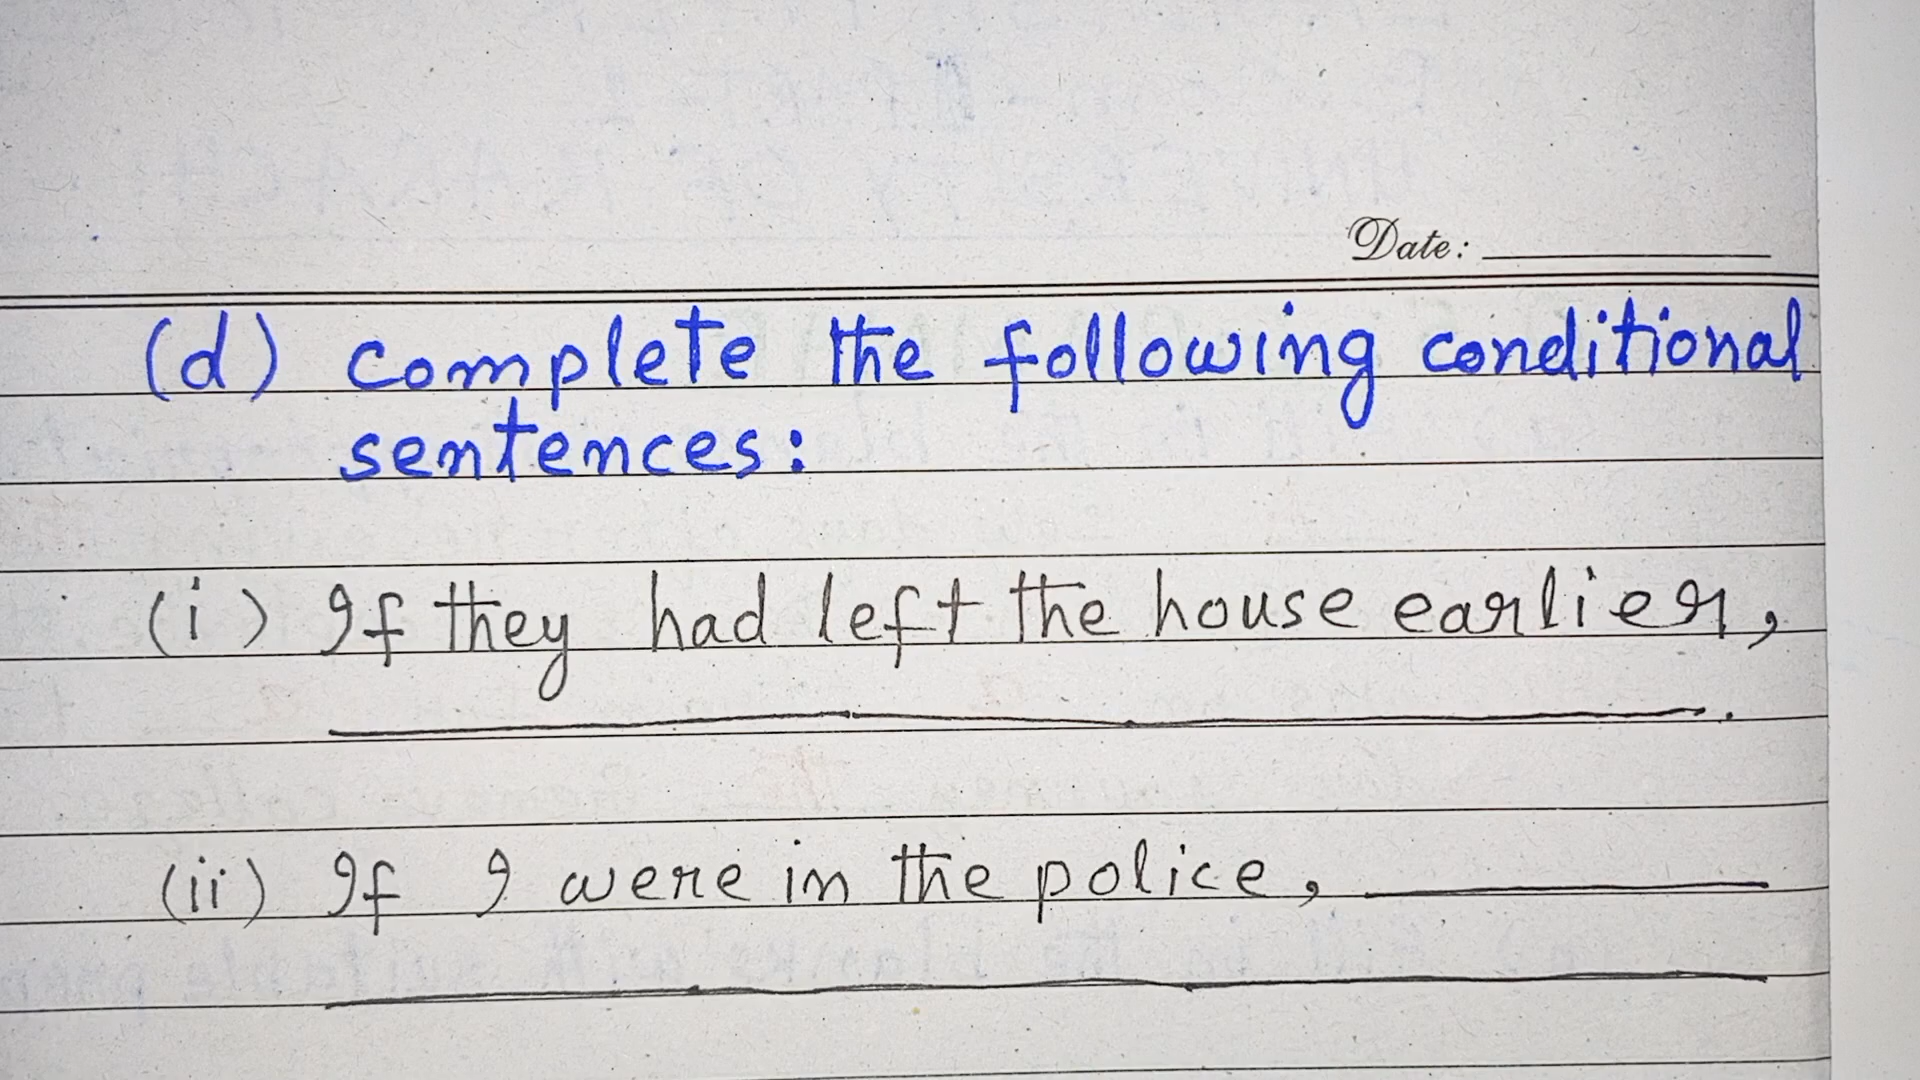 Date:
(d) complete the following conditional
sentences:
(i) If they had left the house earlier,
.
(ii) If I were in the police,